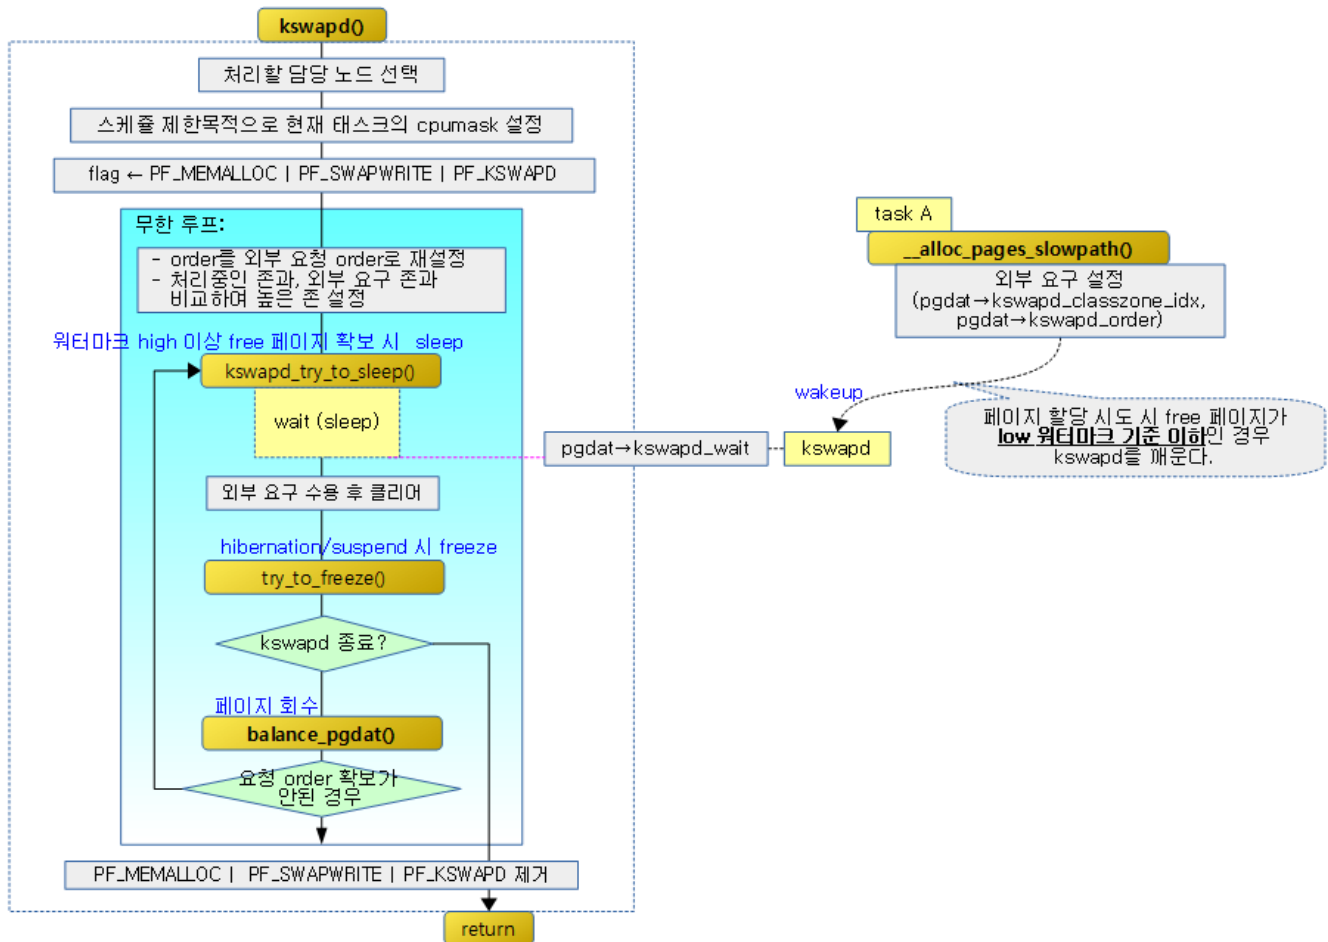 kswapd()
처리할 담당 노드 선택
스케쥴 제한목적으로 현재 태스크의 cpumask 설정
flag ← PF_MEMALLOC | PF_SWAPWRITE | PF_KSWAPD
무한 루프:
- order를 외부 요청 order로 재설정
- 처리중인 존과, 외부 요구 존과
비교하여 높은 존 설정
워터마크 high 이상 free 페이지 확보 시 sleep
kswapd_try_to_sleep()
wait (sleep)
외부 요구 수용 후 클리어
hibernation/suspend 시 freeze
try_to_freeze()
kswapd 종료?
페이지 회수
balance_pgdat()
요청 order 확보가
안된 경우
PF_MEMALLOC | PF_SWAPWRITE | PF_KSWAPD 제거
return
task A
__alloc_pages_slowpath()
외부 요구 설정
(pgdat→kswapd_classzone_idx,
pgdat→kswapd_order)
wakeup
pgdat→kswapd_wait
kswapd
페이지 할당 시도 시 free 페이지가
low 워터마크 기준 이하인 경우
kswapd를 깨운다.